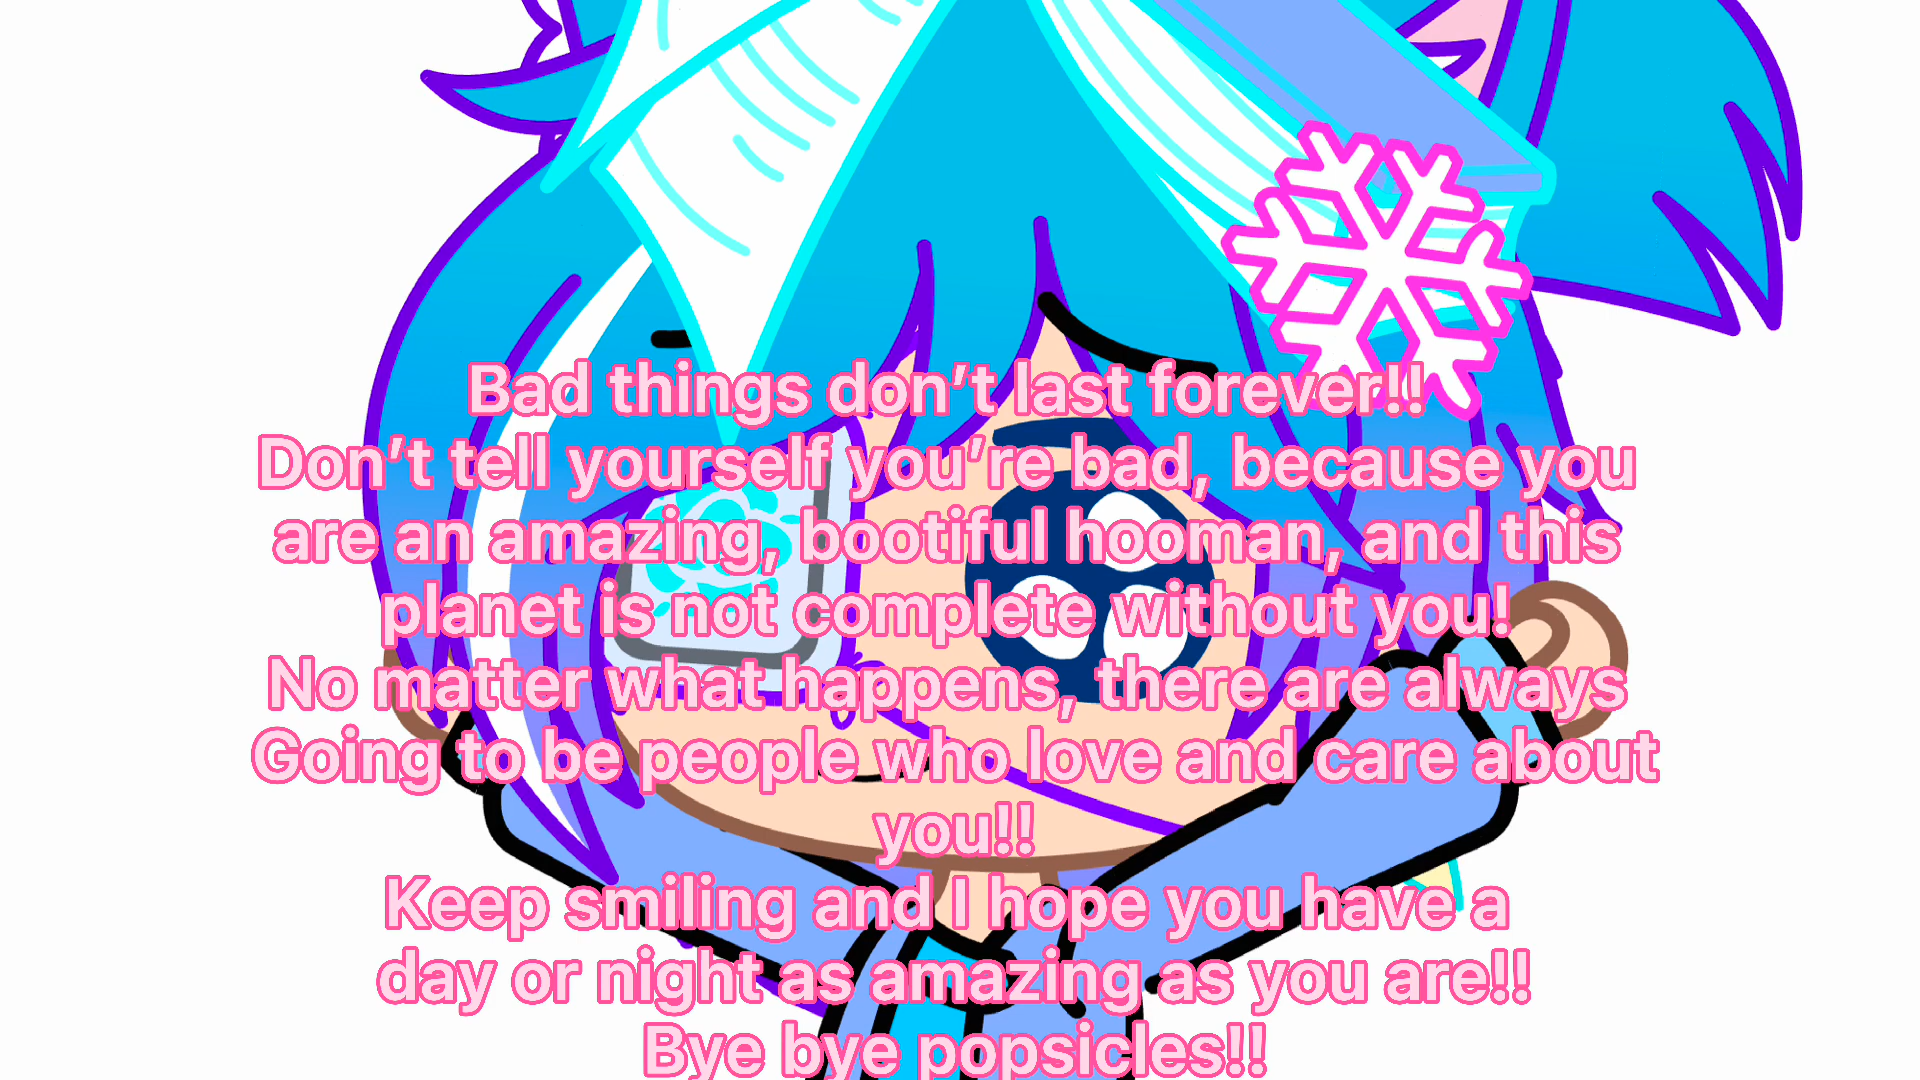 Bad things don’t last forever!!
Don’t tell yourself you’re bad, because you
are an amazing, bootiful hooman, and this
planet is not complete without you!
No matter what happens, there are always
Going to be people who love and care about
you!!
Keep smiling and I hope you have a
day or night as amazing as you are!!
Bye bye popsicles!!